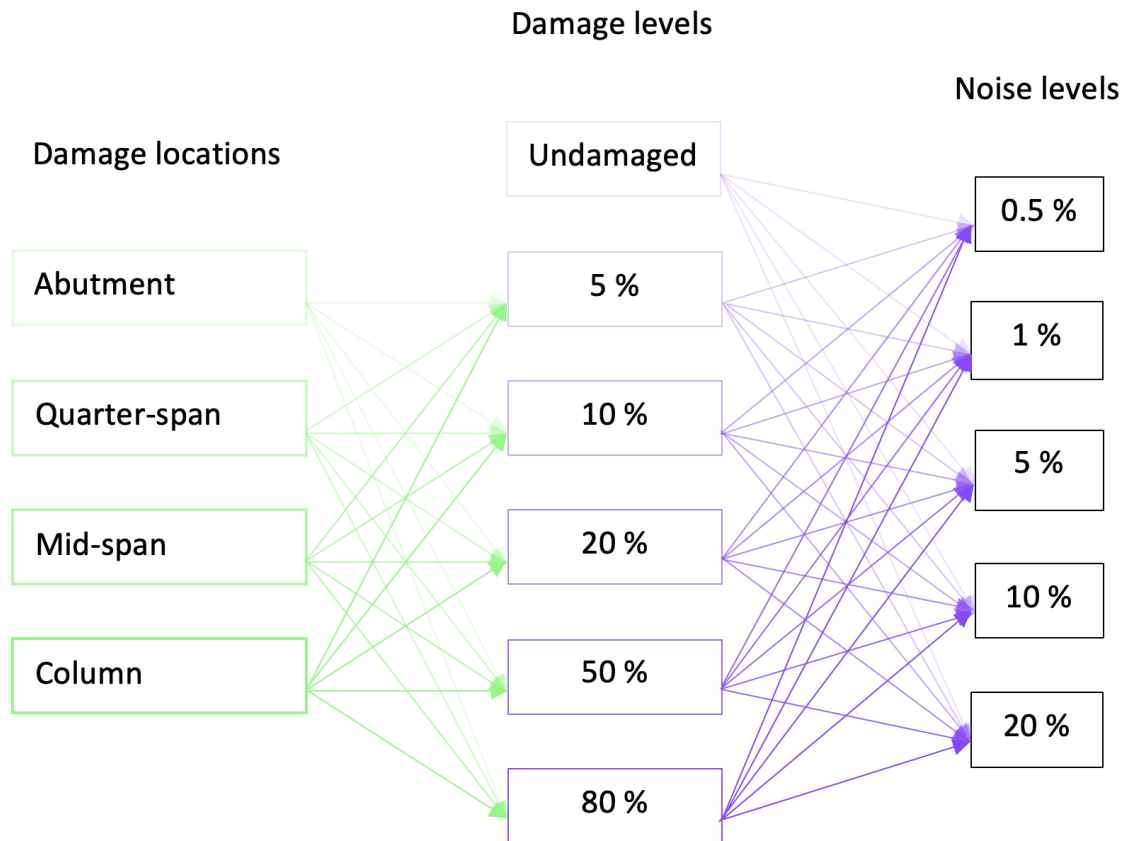 Damage levels
Noise levels
Damage locations
Undamaged
0.5 %
Abutment
5 %
1 %
Quarter-span
10 %
5 %
Mid-span
20 %
10 %
Column
50 %
20 %
80 %